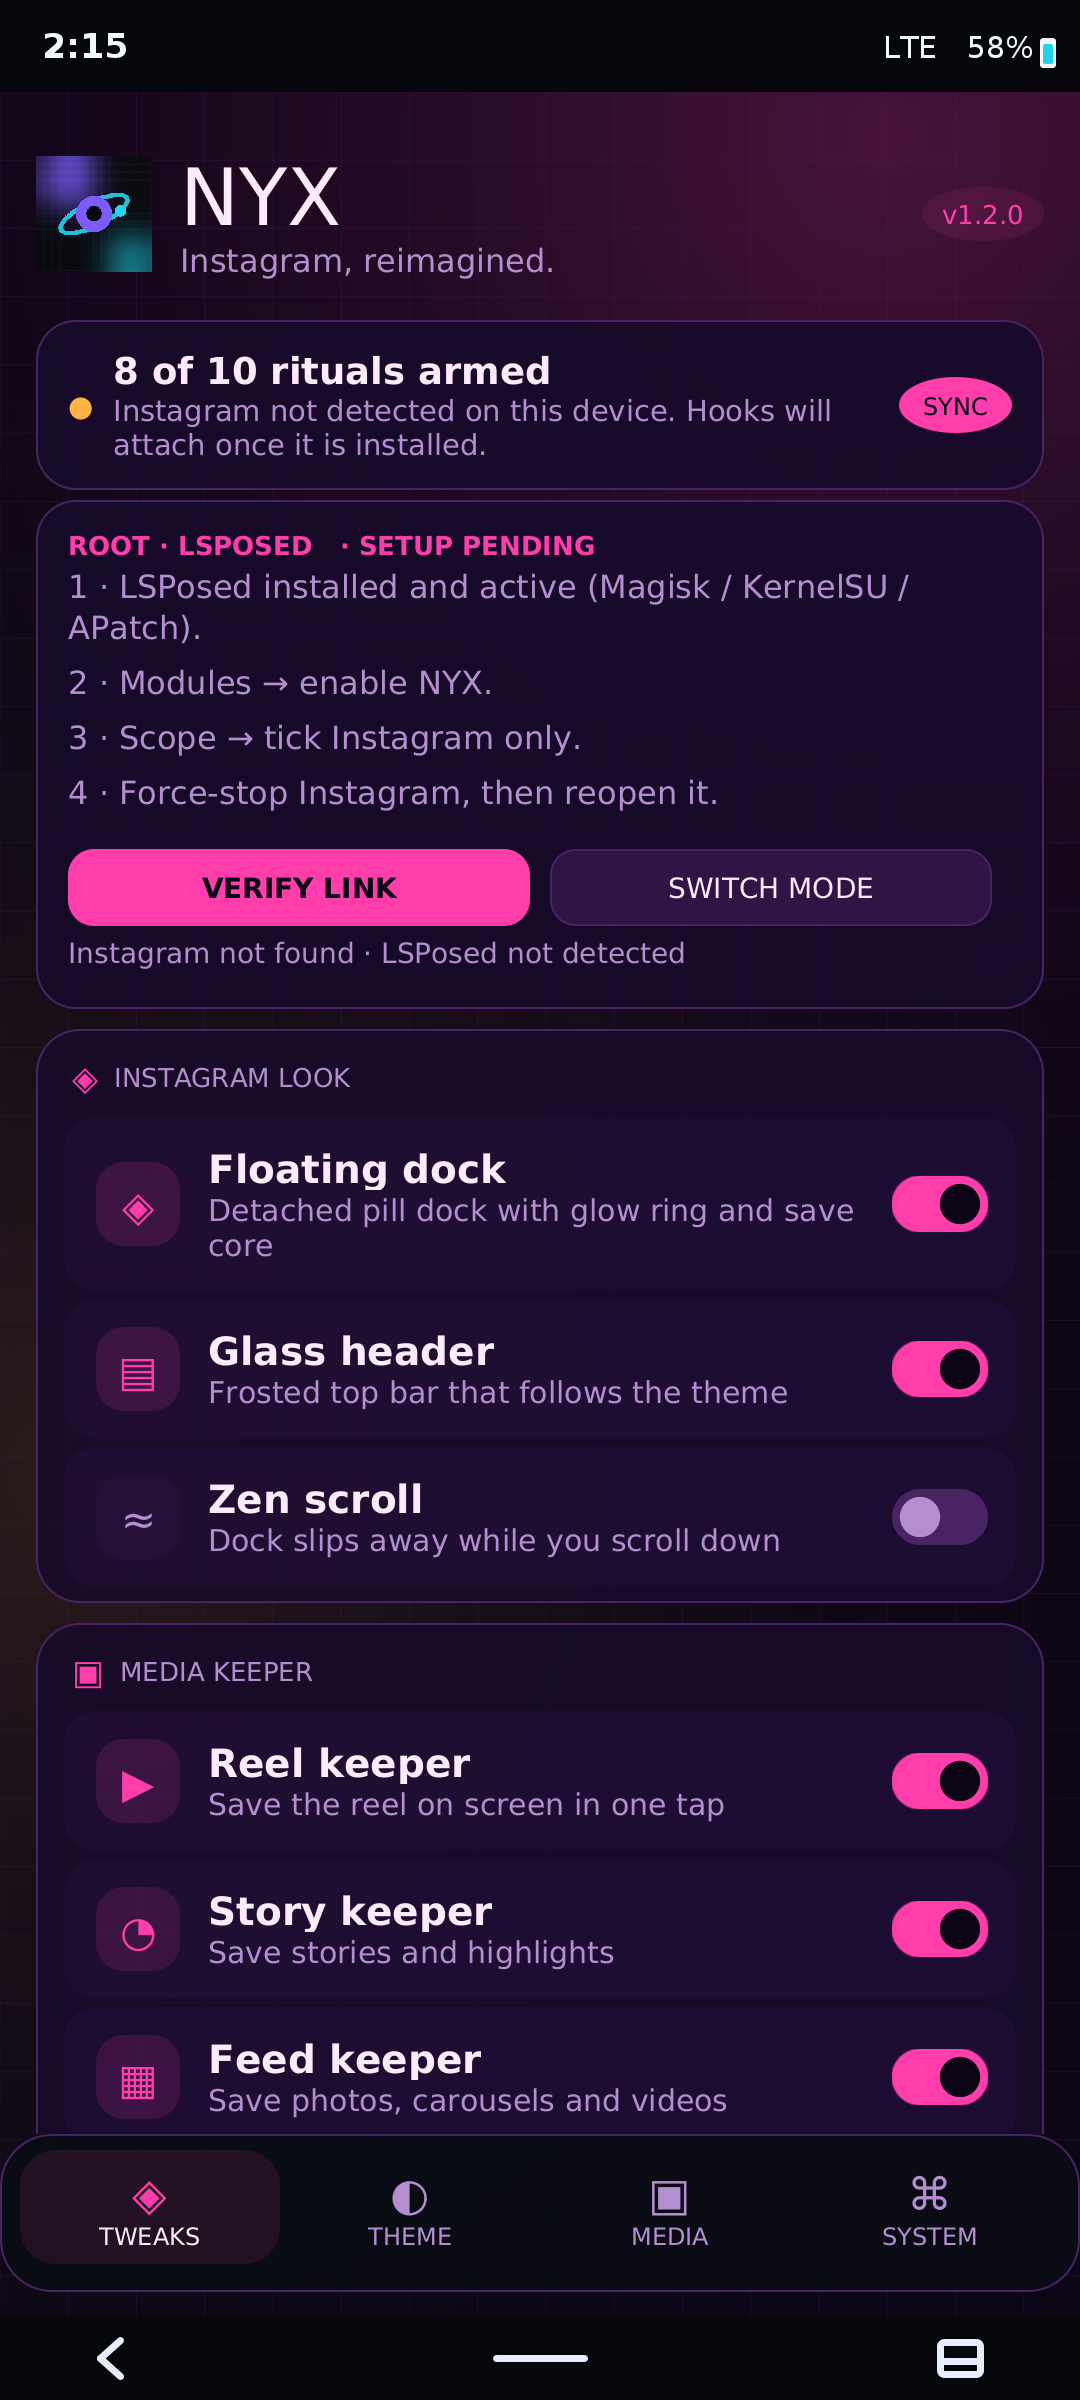 2:15
LTE 58%
NYX
Instagram, reimagined.
v1.2.0
8 of 10 rituals armed
Instagram not detected on this device. Hooks will
attach once it is installed.
SYNC
ROOT · LSPOSED · SETUP PENDING
1 · LSPosed installed and active (Magisk / KernelSU /
APatch).
2 · Modules → enable NYX.
3 · Scope → tick Instagram only.
4 · Force-stop Instagram, then reopen it.
VERIFY LINK
SWITCH MODE
Instagram not found · LSPosed not detected
INSTAGRAM LOOK
Floating dock
Detached pill dock with glow ring and save
core
Glass header
Frosted top bar that follows the theme
Zen scroll
Dock slips away while you scroll down
MEDIA KEEPER
Reel keeper
Save the reel on screen in one tap
Story keeper
Save stories and highlights
Feed keeper
Save photos, carousels and videos
TWEAKS
THEME
MEDIA
SYSTEM